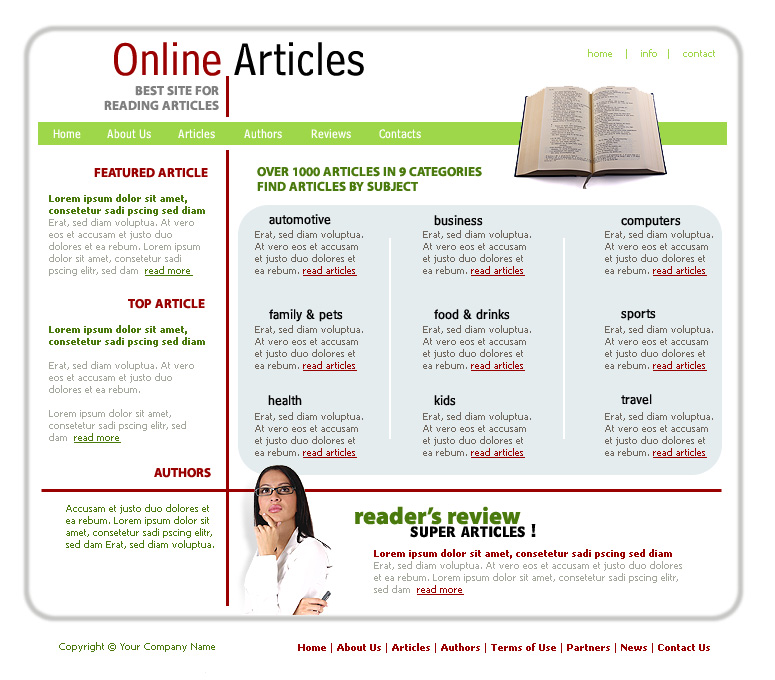 Online Articles
BEST SITE FOR
READING ARTICLES
home | info | contact
Home About Us Articles Authors Reviews Contacts
FEATURED ARTICLE
Lorem ipsum dolor sit amet,
consetetur sadi pscing sed diam
Erat, sed diam voluptua. At vero
eos et accusam et justo duo
dolores et ea rebum. Lorem ipsum
dolor sit amet, consetetur sadi
pscing elitr, sed dam read more
TOP ARTICLE
Lorem ipsum dolor sit amet,
consetetur sadi pscing sed diam
Erat, sed diam voluptua. At vero
eos et accusam et justo duo
dolores et ea rebum.
Lorem ipsum dolor sit amet,
consetetur sadi pscing elitr, sed
dam read more
AUTHORS
Accusam et justo duo dolores et
ea rebum. Lorem ipsum dolor sit
amet, consetetur sadi pscing elitr,
sed dam Erat, sed diam voluptua.
OVER 1000 ARTICLES IN 9 CATEGORIES
FIND ARTICLES BY SUBJECT
automotive
Erat, sed diam voluptua.
At vero eos et accusam
et justo duo dolores et
ea rebum. read articles
business
Erat, sed diam voluptua.
At vero eos et accusam
et justo duo dolores et
ea rebum. read articles
computers
Erat, sed diam voluptua.
At vero eos et accusam
et justo duo dolores et
ea rebum. read articles
family & pets
Erat, sed diam voluptua.
At vero eos et accusam
et justo duo dolores et
ea rebum. read articles
food & drinks
Erat, sed diam voluptua.
At vero eos et accusam
et justo duo dolores et
ea rebum. read articles
sports
Erat, sed diam voluptua.
At vero eos et accusam
et justo duo dolores et
ea rebum. read articles
health
Erat, sed diam voluptua.
At vero eos et accusam
et justo duo dolores et
ea rebum. read articles
kids
Erat, sed diam voluptua.
At vero eos et accusam
et justo duo dolores et
ea rebum. read articles
travel
Erat, sed diam voluptua.
At vero eos et accusam
et justo duo dolores et
ea rebum. read articles
reader's review
SUPER ARTICLES !
Lorem ipsum dolor sit amet, consetetur sadi pscing sed diam
Erat, sed diam voluptua. At vero eos et accusam et justo duo dolores
et ea rebum. Lorem ipsum dolor sit amet, consetetur sadi pscing elitr,
sed dam read more
Copyright © Your Company Name
Home | About Us | Articles | Authors | Terms of Use | Partners | News | Contact Us